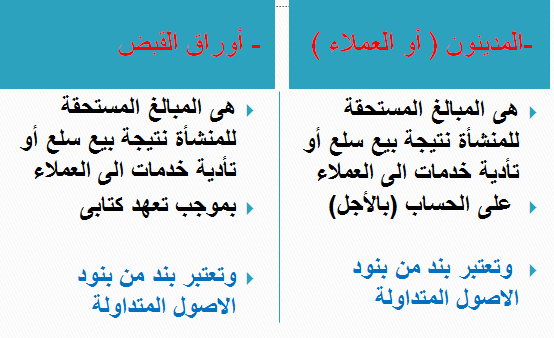 -المدينون ( أو العملاء )
هى المبالغ المستحقة
للمنشأة نتيجة بيع سلع أو
تأدية خدمات الى العملاء
على الحساب (بالأجل)
وتعتبر بند من بنود
الاصول المتداولة
- أوراق القبض
هى المبالغ المستحقة
للمنشأة نتيجة بيع سلع أو
تأدية خدمات الى العملاء
بموجب تعهد كتابى
وتعتبر بند من بنود
الاصول المتداولة